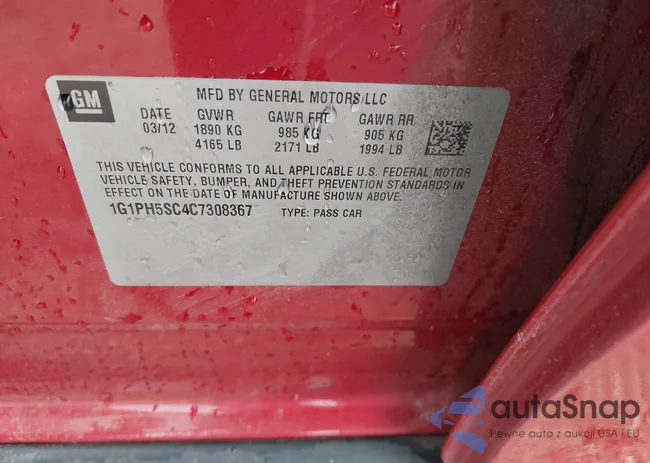 GM
MFD BY GENERAL MOTORS LLC
DATE GVWR GAWR FRT GAWR RR
03/12 1890 KG 985 KG 905 KG
4165 LB 2171 LB 1994 LB
THIS VEHICLE CONFORMS TO ALL APPLICABLE U.S. FEDERAL MOTOR
VEHICLE SAFETY, BUMPER, AND THEFT PREVENTION STANDARDS IN
EFFECT ON THE DATE OF MANUFACTURE SHOWN ABOVE.
1G1PH5SC4C7308367 TYPE: PASS CAR
autaSnap
Pewne auta z aukcji USA i EU